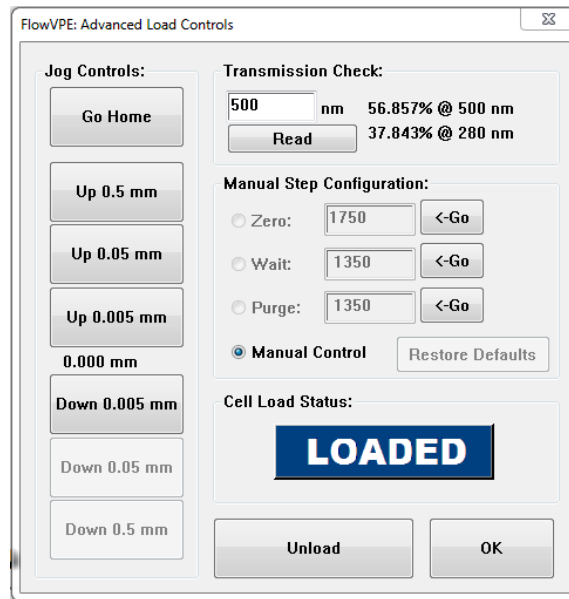 FlowVPE: Advanced Load Controls
Jog Controls:
Go Home
Up 0.5 mm
Up 0.05 mm
Up 0.005 mm
0.000 mm
Down 0.005 mm
Down 0.05 mm
Down 0.5 mm
Transmission Check:
500 nm 56.857% @ 500 nm
Read 37.843% @ 280 nm
Manual Step Configuration:
Zero: 1750 <-Go
Wait: 1350 <-Go
Purge: 1350 <-Go
Manual Control Restore Defaults
Cell Load Status:
LOADED
Unload OK